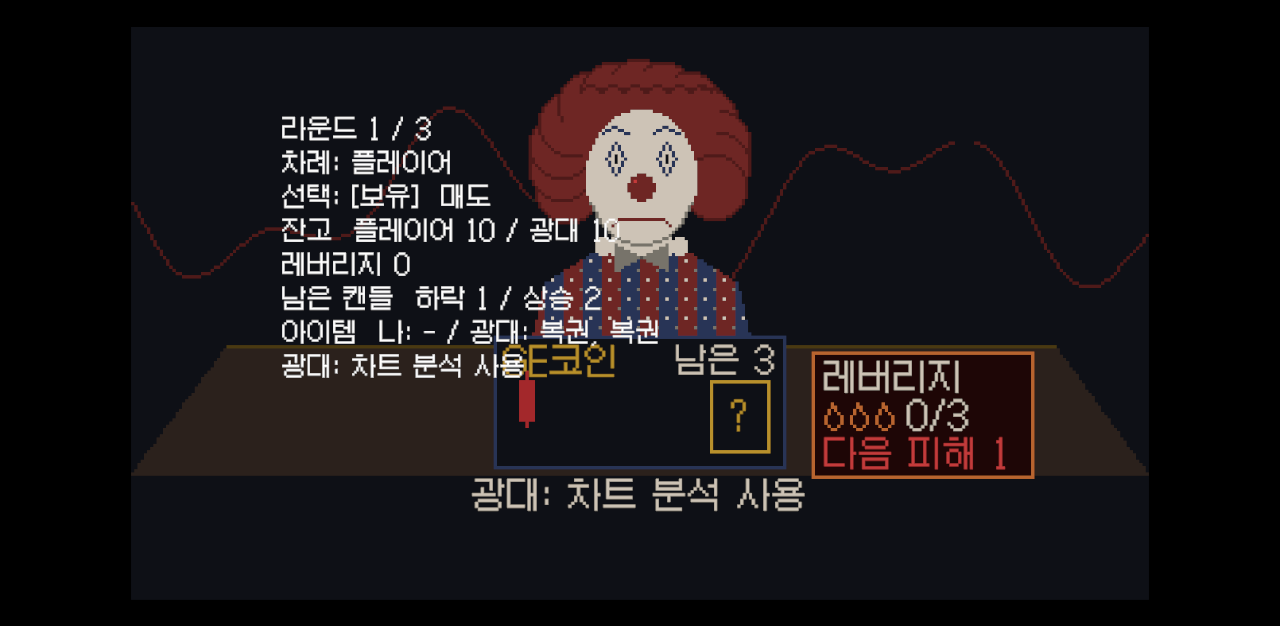 라운드 1 / 3
차례: 플레이어
선택: [보유] 매도
잔고 플레이어 10 / 광대 10
레버리지 0
남은 캔들 하락 1 / 상승 2
아이템 나: - / 광대: 복권, 복권
광대: 차트 분석 사용
GE코인 남은 3
?
레버리지
0/3
다음 피해 1
광대: 차트 분석 사용